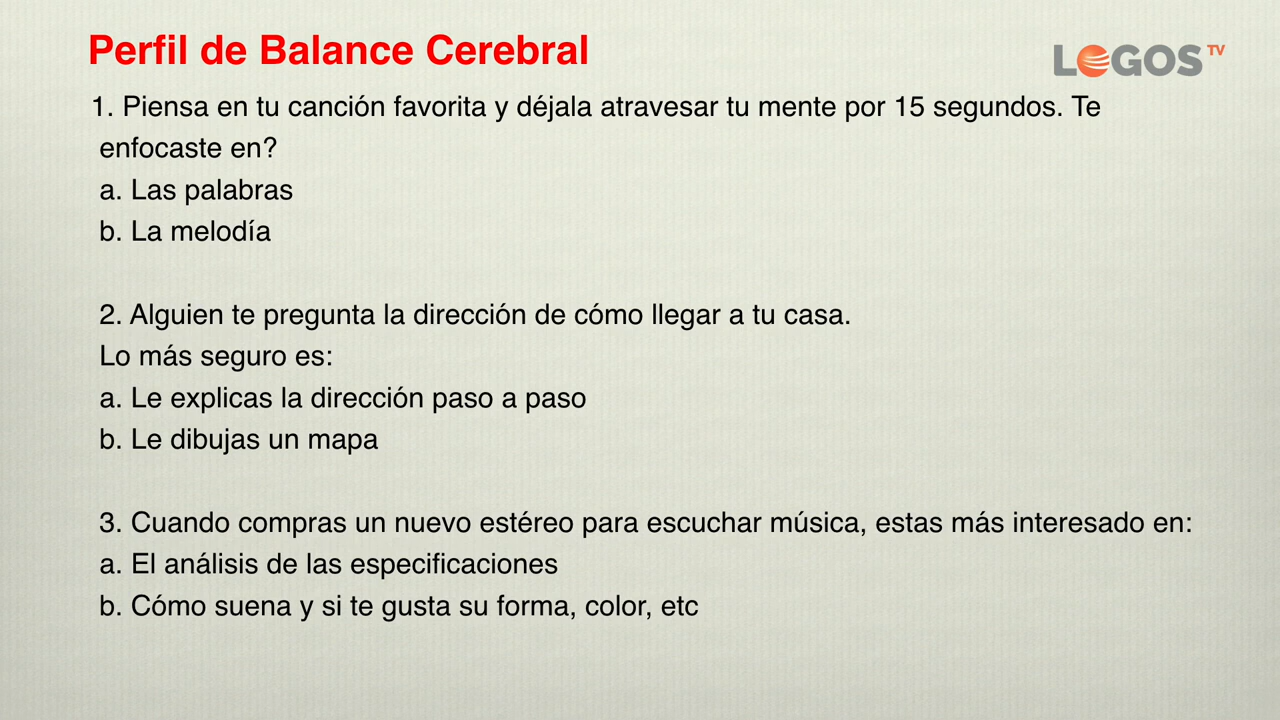 Perfil de Balance Cerebral
LOGOS TV
1. Piensa en tu canción favorita y déjala atravesar tu mente por 15 segundos. Te
enfocaste en?
a. Las palabras
b. La melodía
2. Alguien te pregunta la dirección de cómo llegar a tu casa.
Lo más seguro es:
a. Le explicas la dirección paso a paso
b. Le dibujas un mapa
3. Cuando compras un nuevo estéreo para escuchar música, estas más interesado en:
a. El análisis de las especificaciones
b. Cómo suena y si te gusta su forma, color, etc